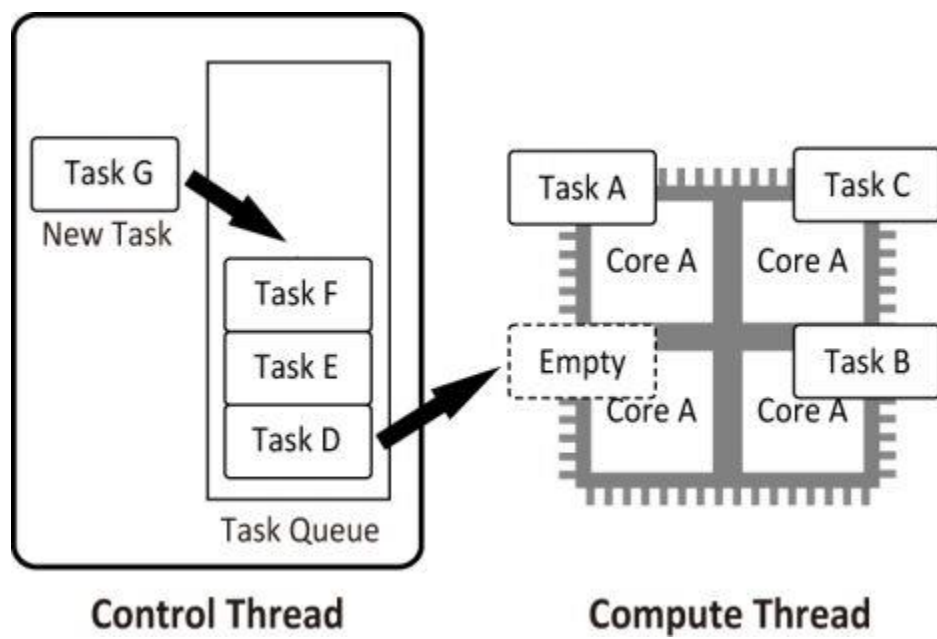 Task G
New Task
Task F
Task E
Task D
Task Queue
Control Thread
Task A
Task C
Core A
Core A
Empty
Task B
Core A
Core A
Compute Thread